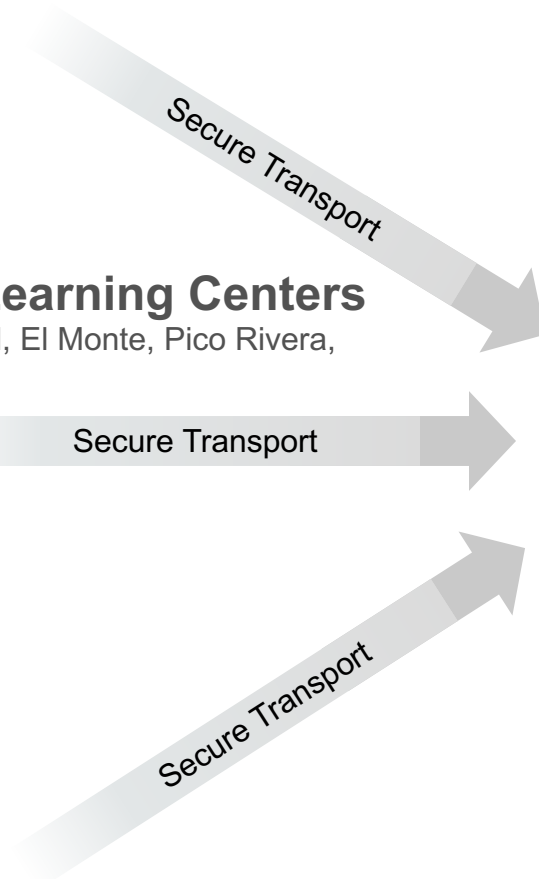 Secure Transport
earning Centers
, El Monte, Pico Rivera,
Secure Transport
Secure Transport